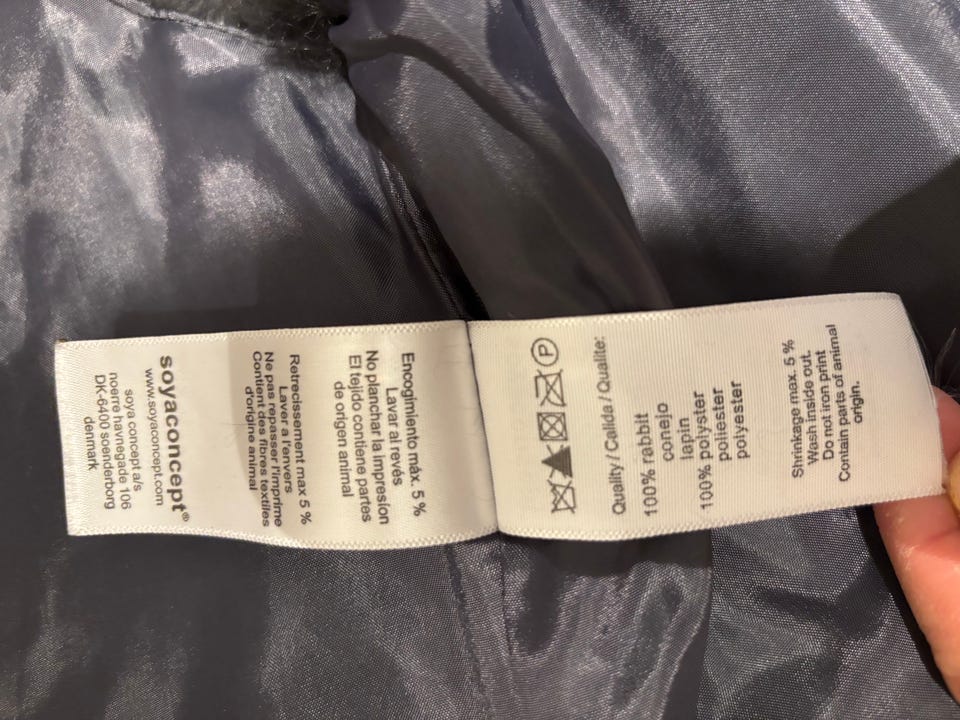 P
Quality / Calida / Qualite:
100% rabbit
conejo
lapin
100% polyster
poliester
polyester
Shrinkage max. 5 %
Wash inside out.
Do not iron print
Contain parts of animal
origin.
Encogimiento máx. 5 %
Lavar al revés
No planchar la impresion
El tejido contiene partes
de origen animal
Retrecissement max 5 %
Laver a l'envers
Ne pas repásser l'imprime
Contient des fibres textiles
d'origine animal
soyaconcept®
www.soyaconcept.com
soya concept a/s
noerre havnegade 106
DK-6400 soenderborg
denmark